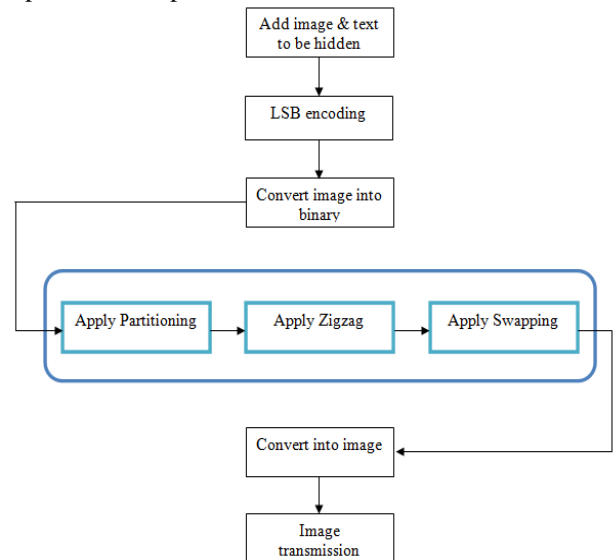 Add image & text
to be hidden
LSB encoding
Convert image into
binary
Apply Partitioning
Apply Zigzag
Apply Swapping
Convert into image
Image
transmission